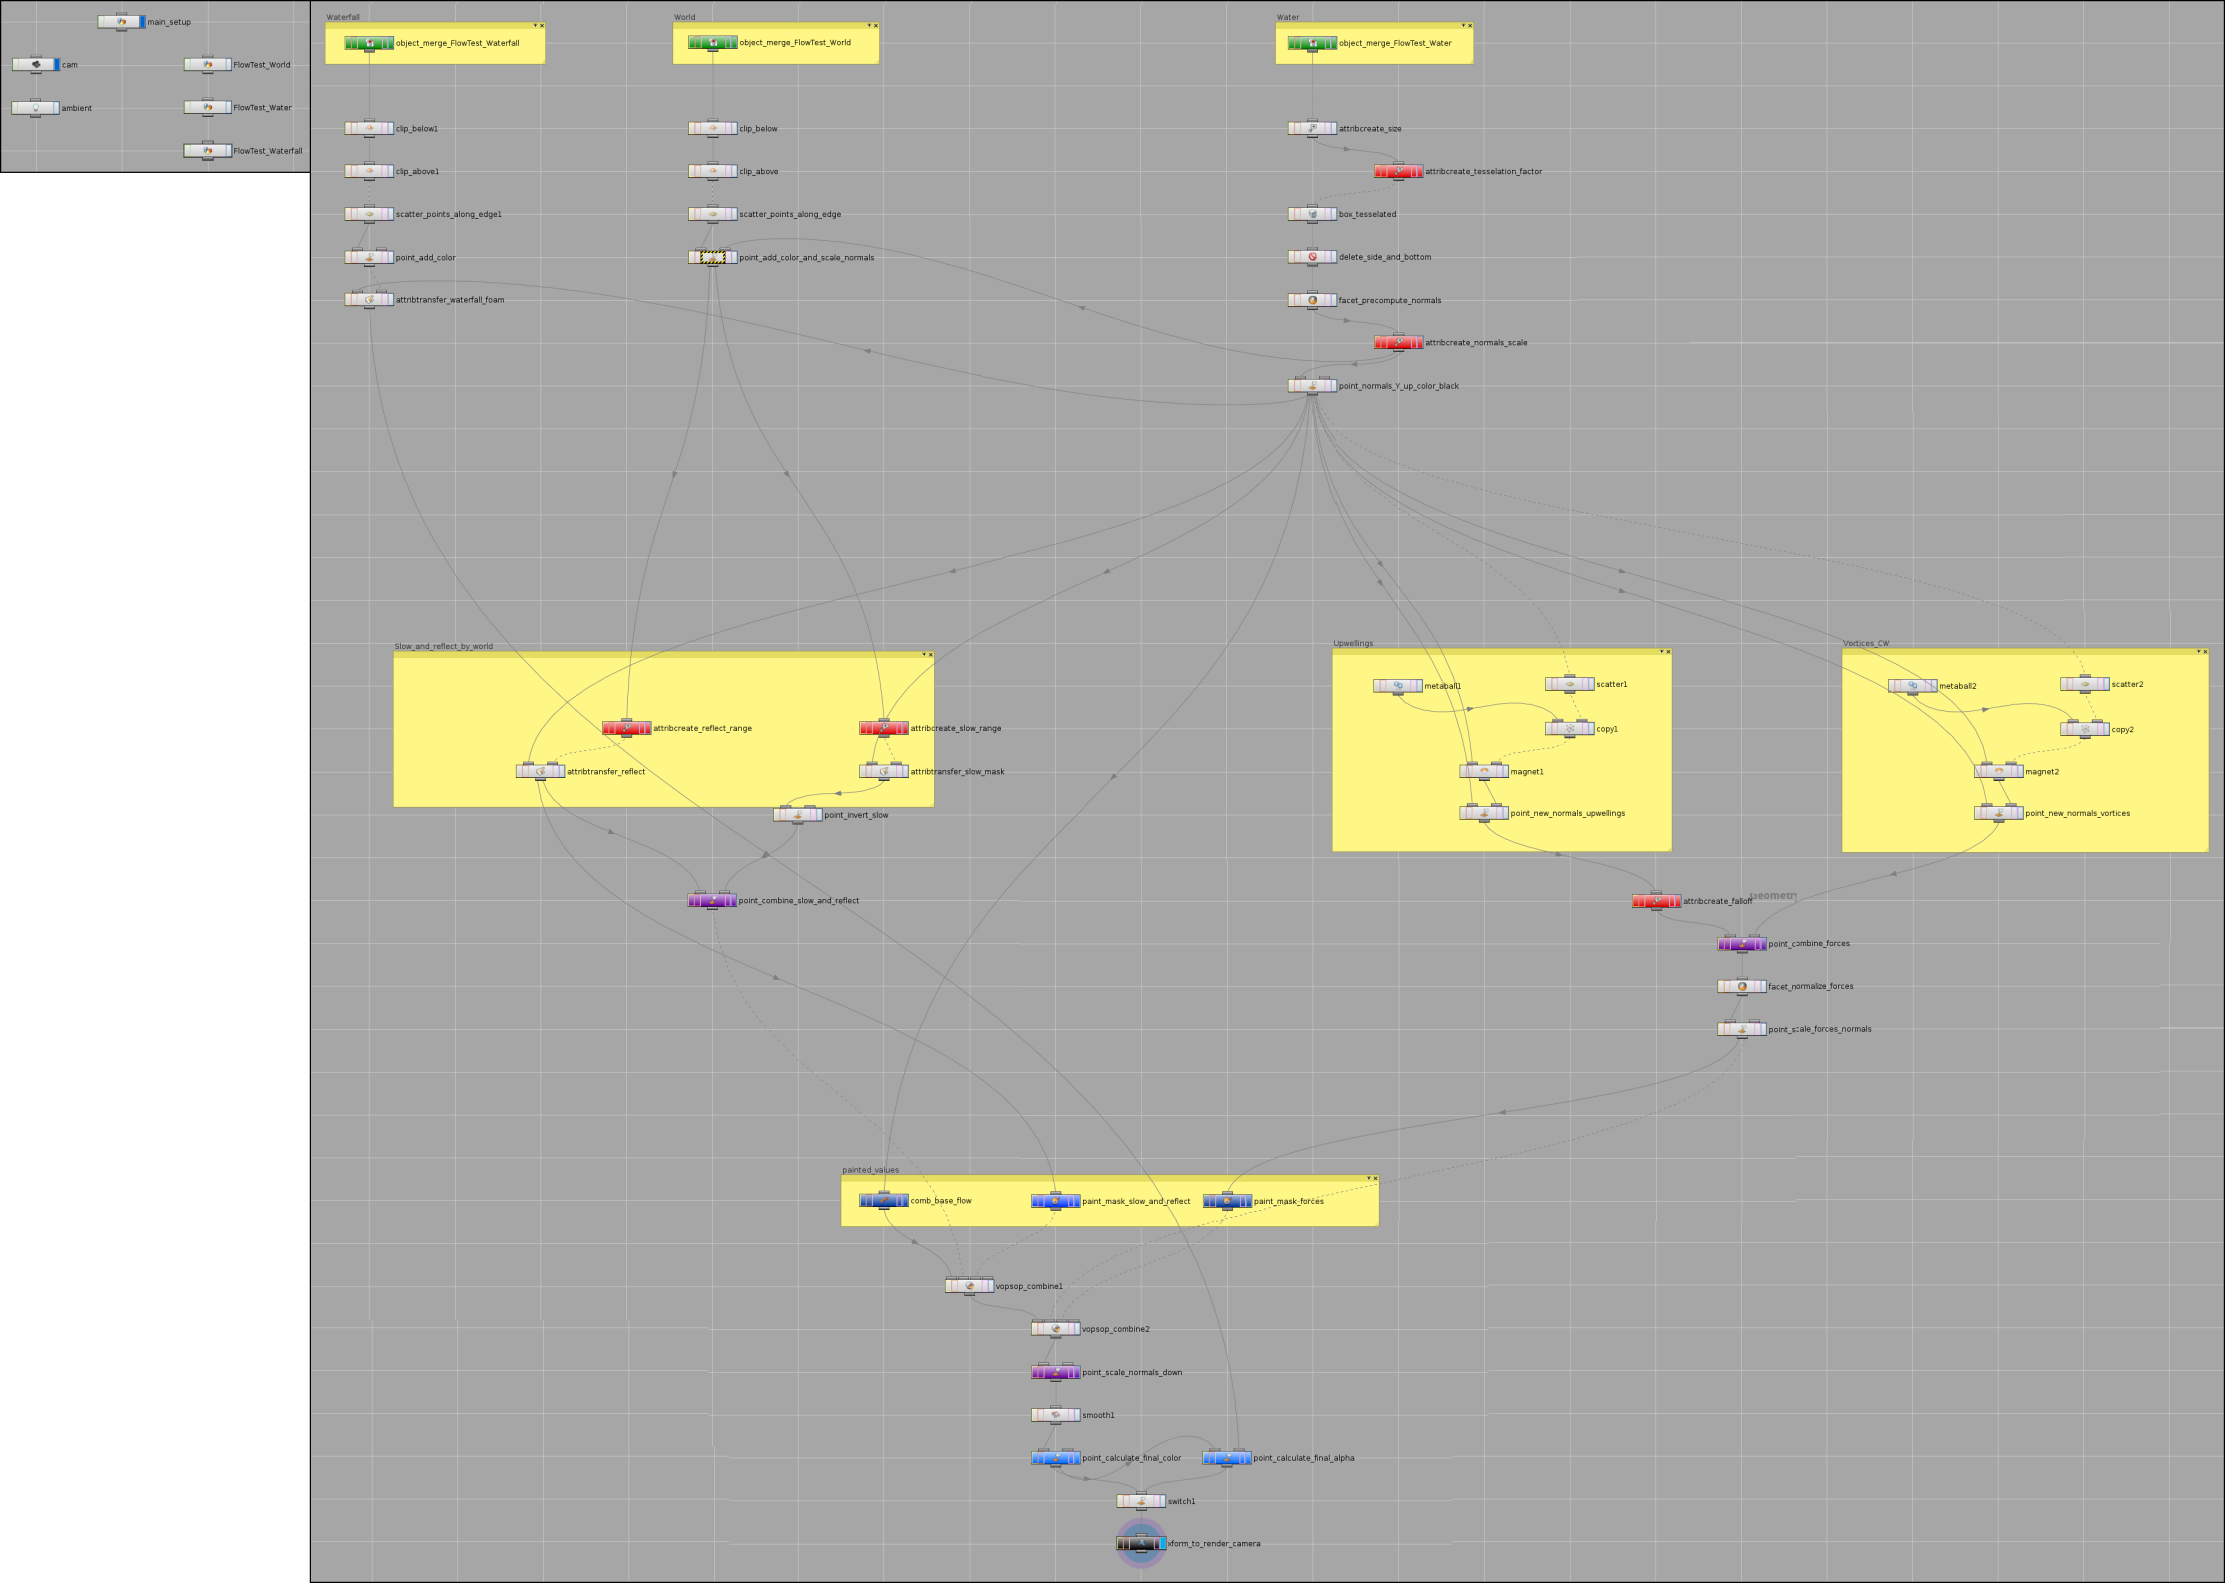 main_setup
cam
FlowTest_World
ambient
FlowTest_Water
FlowTest_Waterfall
Waterfall
World
Water
object_merge_FlowTest_Waterfall
object_merge_FlowTest_World
object_merge_FlowTest_Water
clip_below1
clip_below
attribcreate_size
clip_above1
clip_above
attribcreate_tesselation_factor
scatter_points_along_edge1
scatter_points_along_edge
box_tesselated
point_add_color
point_add_color_and_scale_normals
delete_side_and_bottom
attribtransfer_waterfall_foam
facet_precompute_normals
attribcreate_normals_scale
point_normals_Y_up_color_black
Slow_and_reflect_by_world
Upwellings
Vortices_CW
metaball1
scatter1
metaball2
scatter2
attribcreate_reflect_range
attribcreate_slow_range
copy1
copy2
attribtransfer_reflect
attribtransfer_slow_mask
magnet1
magnet2
point_invert_slow
point_new_normals_upwellings
point_new_normals_vortices
point_combine_slow_and_reflect
attribcreate_falloff
point_combine_forces
facet_normalize_forces
point_scale_forces_normals
painted_values
comb_base_flow
paint_mask_slow_and_reflect
paint_mask_forces
vopsop_combine1
vopsop_combine2
point_scale_normals_down
smooth1
point_calculate_final_color
point_calculate_final_alpha
switch1
xform_to_render_camera